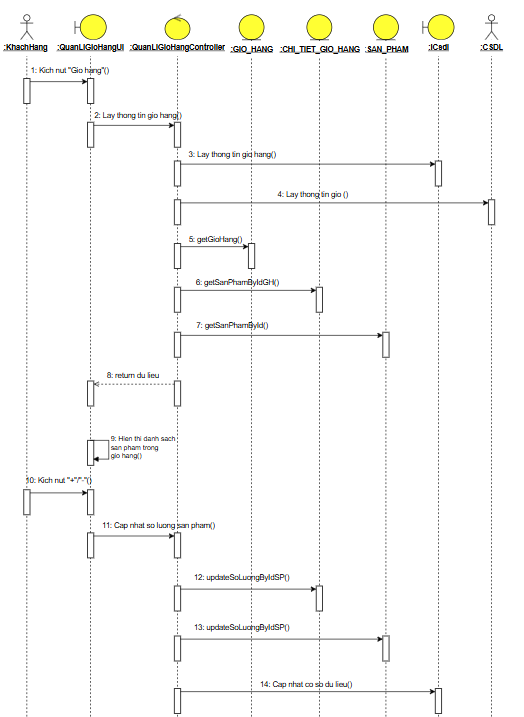 :KhachHang :QuanLiGioHangUI :QuanLiGioHangController :GIO_HANG :CHI_TIET_GIO_HANG :SAN_PHAM :ICsdl :CSDL
1: Kich nut "Gio hang"()
2: Lay thong tin gio hang()
3: Lay thong tin gio hang()
4: Lay thong tin gio ()
5: getGioHang()
6: getSanPhamByIdGH()
7: getSanPhamById()
8: return du lieu
9: Hien thi danh sach
san pham trong
gio hang()
10: Kich nut "+"/"-"()
11: Cap nhat so luong san pham()
12: updateSoLuongByIdSP()
13: updateSoLuongByIdSP()
14: Cap nhat co so du lieu()